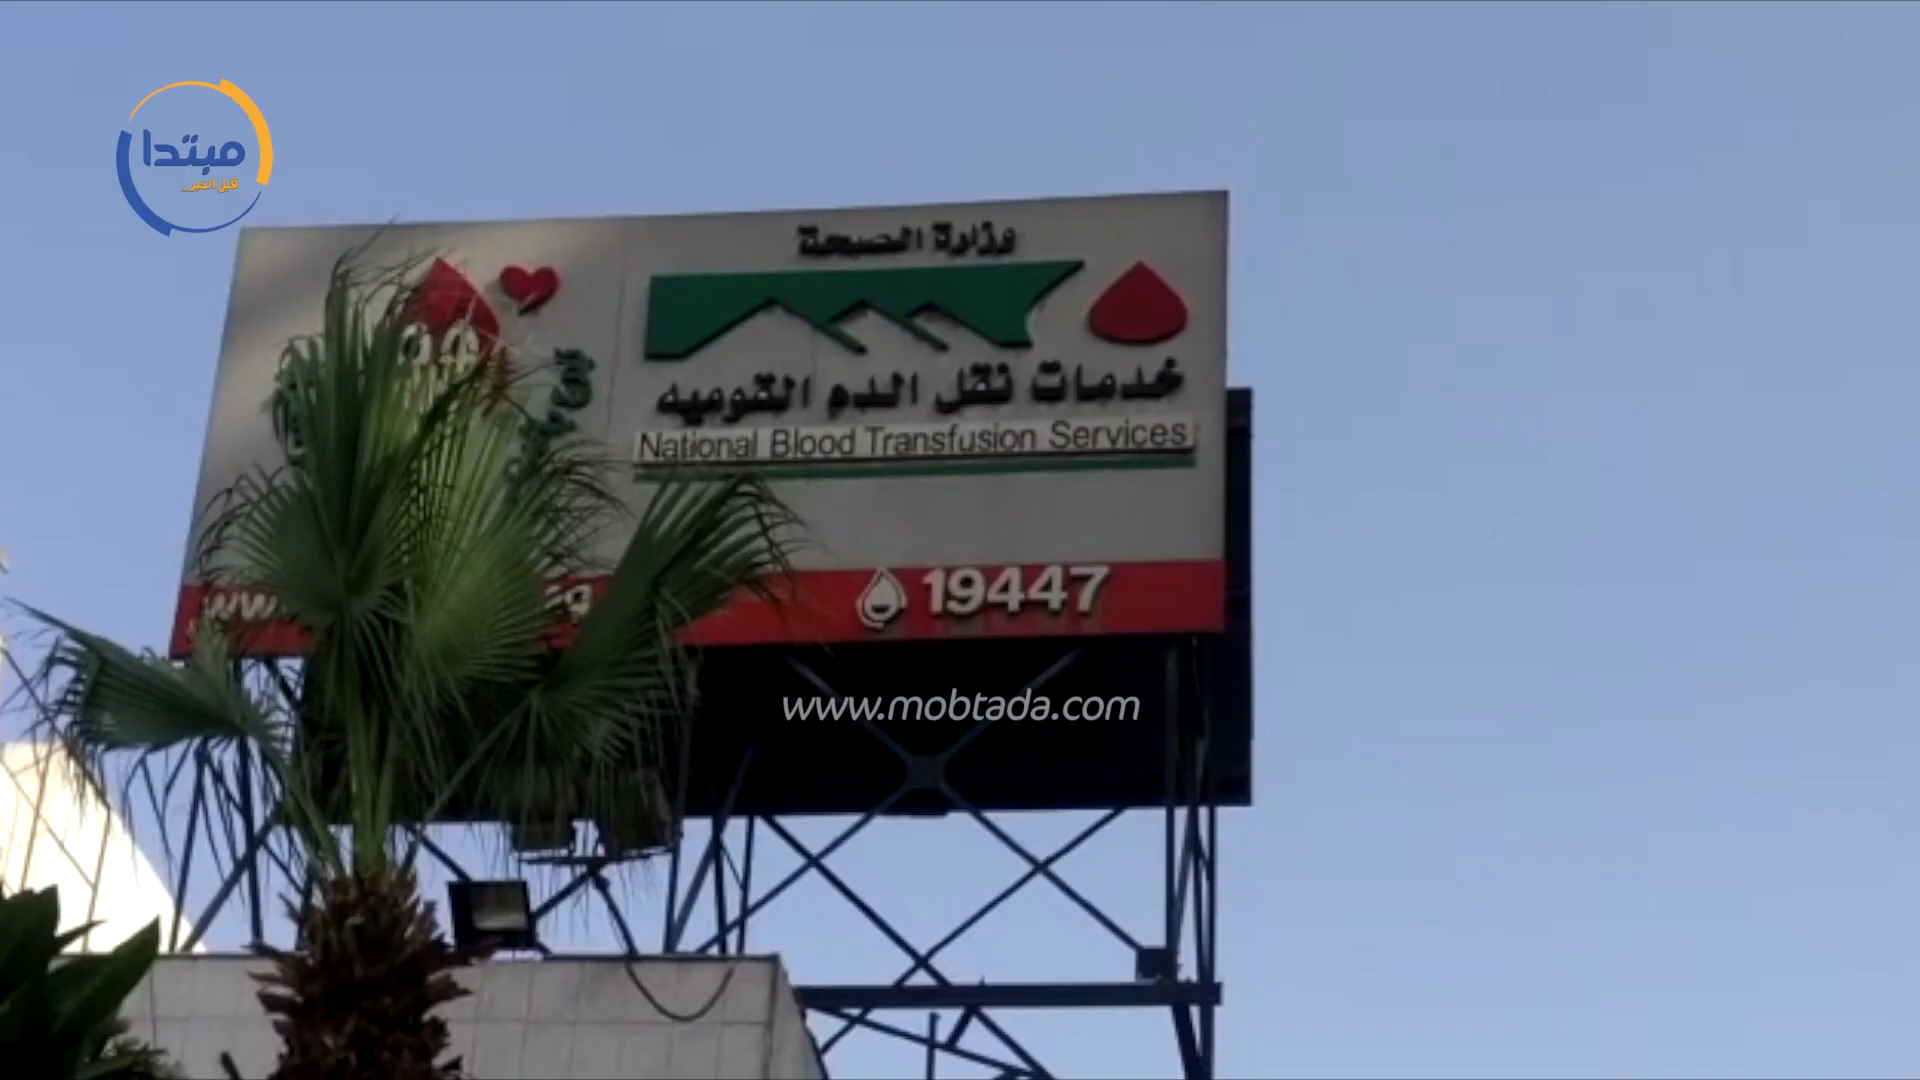 مبتدا
قبل الخبر...
وزارة الصحة
خدمات نقل الدم القوميه
National Blood Transfusion Services
19447
www.mobtada.com